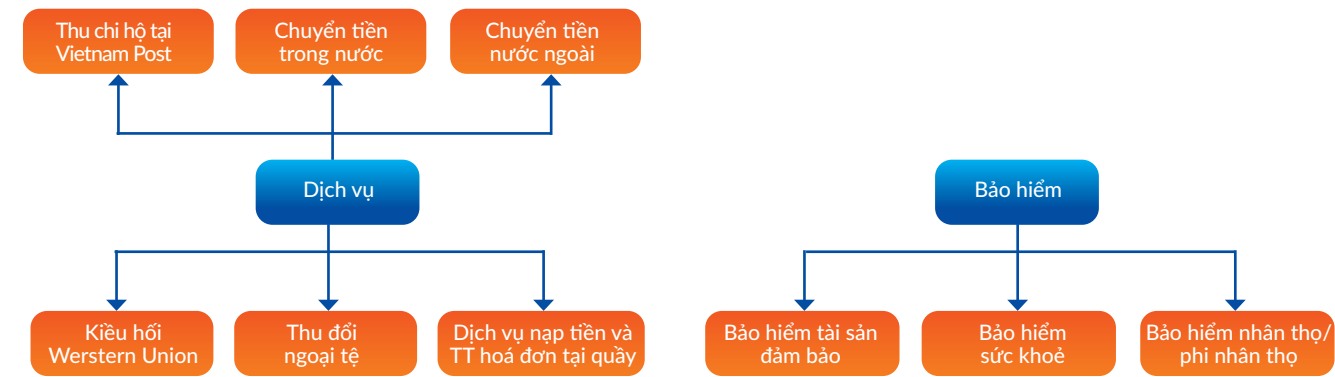 Thu chi hộ tại
Vietnam Post
Chuyển tiền
trong nước
Chuyển tiền
nước ngoài
Dịch vụ
Kiều hối
Werstern Union
Thu đổi
ngoại tệ
Dịch vụ nạp tiền và
TT hoá đơn tại quầy
Bảo hiểm
Bảo hiểm tài sản
đảm bảo
Bảo hiểm
sức khoẻ
Bảo hiểm nhân thọ/
phi nhân thọ